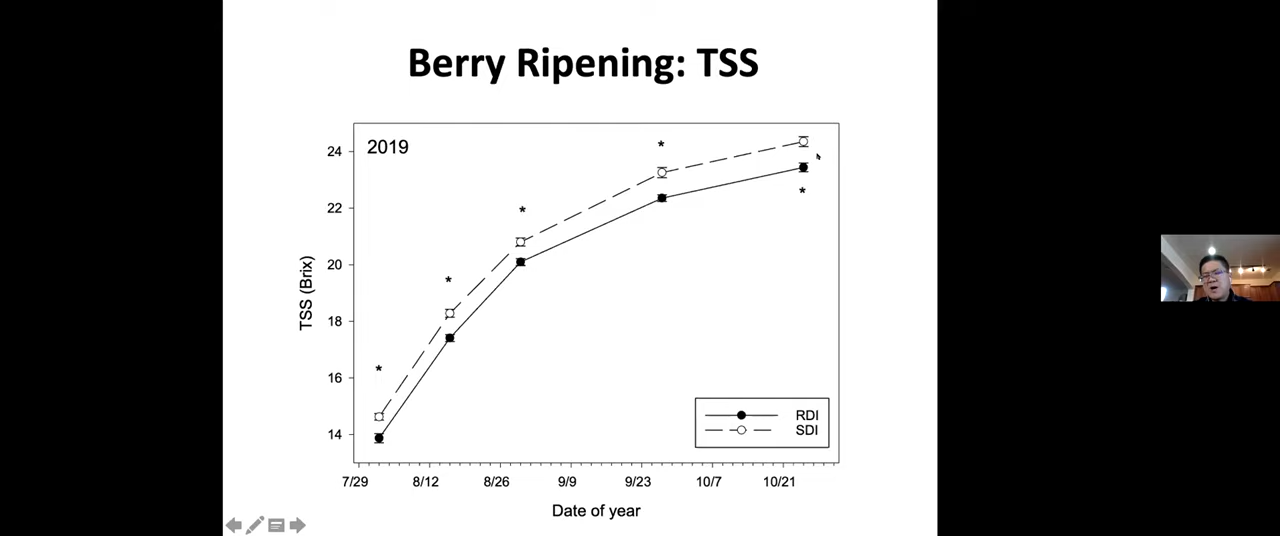 Berry Ripening: TSS
2019
24
22
20
18
16
14
TSS (Brix)
*
*
*
*
*
RDI
SDI
7/29 8/12 8/26 9/9 9/23 10/7 10/21
Date of year